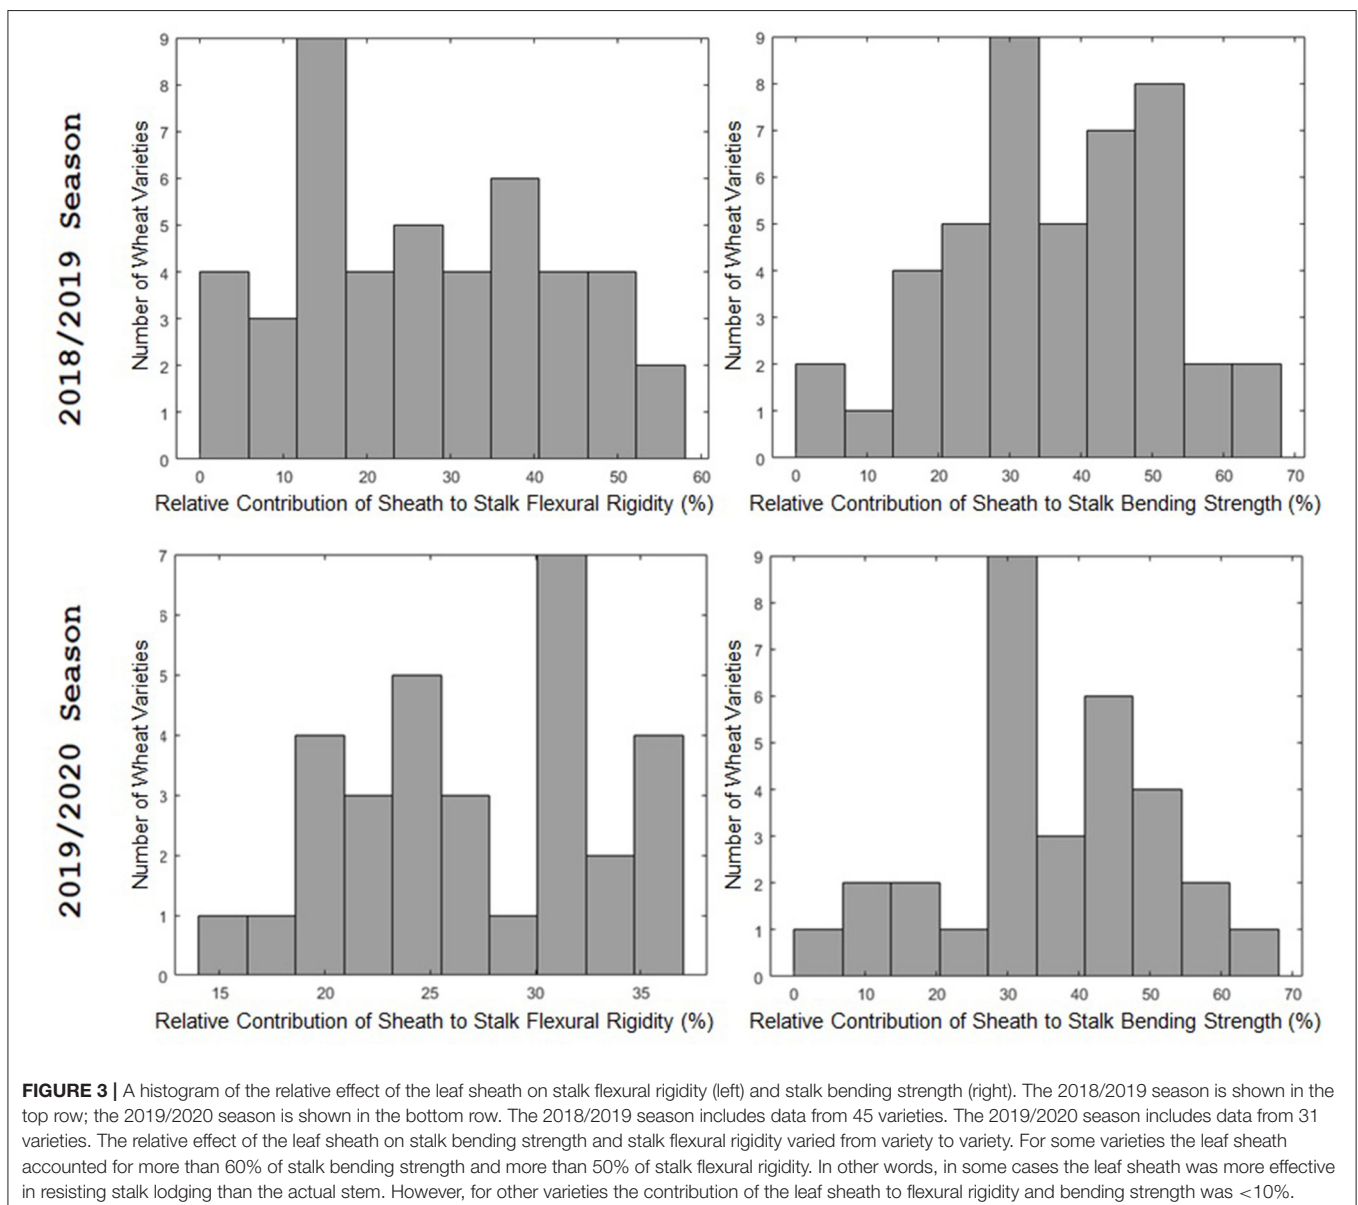 2018/2019 Season
9
8
7
6
5
4
3
2
1
0
Number of Wheat Varieties
0 10 20 30 40 50 60
Relative Contribution of Sheath to Stalk Flexural Rigidity (%)
9
8
7
6
5
4
3
2
1
0
Number of Wheat Varieties
0 10 20 30 40 50 60 70
Relative Contribution of Sheath to Stalk Bending Strength (%)
2019/2020 Season
7
6
5
4
3
2
1
0
Number of Wheat Varieties
15 20 25 30 35
Relative Contribution of Sheath to Stalk Flexural Rigidity (%)
9
8
7
6
5
4
3
2
1
0
Number of Wheat Varieties
0 10 20 30 40 50 60 70
Relative Contribution of Sheath to Stalk Bending Strength (%)
FIGURE 3 | A histogram of the relative effect of the leaf sheath on stalk flexural rigidity (left) and stalk bending strength (right). The 2018/2019 season is shown in the
top row; the 2019/2020 season is shown in the bottom row. The 2018/2019 season includes data from 45 varieties. The 2019/2020 season includes data from 31
varieties. The relative effect of the leaf sheath on stalk bending strength and stalk flexural rigidity varied from variety to variety. For some varieties the leaf sheath
accounted for more than 60% of stalk bending strength and more than 50% of stalk flexural rigidity. In other words, in some cases the leaf sheath was more effective
in resisting stalk lodging than the actual stem. However, for other varieties the contribution of the leaf sheath to flexural rigidity and bending strength was <10%.